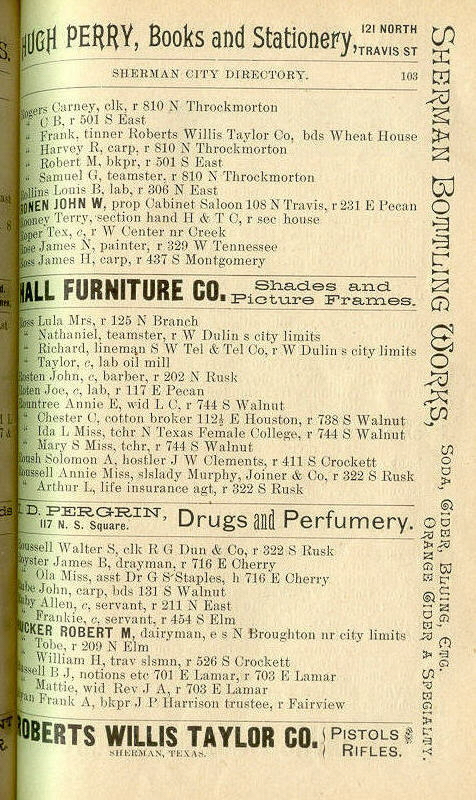 HUGH PERRY, Books and Stationery, 121 NORTH TRAVIS ST
SHERMAN CITY DIRECTORY. 103
Rogers Carney, clk, r 810 N Throckmorton
" C B, r 501 S East
" Frank, tinner Roberts Willis Taylor Co, bds Wheat House
" Harvey R, carp, r 810 N Throckmorton
" Robert M, bkpr, r 501 S East
" Samuel G, teamster, r 810 N Throckmorton
Rollins Louis B, lab, r 306 N East
RONEN JOHN W, prop Cabinet Saloon 108 N Travis, r 231 E Pecan
Rooney Terry, section hand H & T C, r sec house
Roper Tex, c, r W Center nr Creek
Rose James N, painter, r 329 W Tennessee
Ross James H, carp, r 437 S Montgomery
HALL FURNITURE CO. Shades and Picture Frames.
Ross Lula Mrs, r 125 N Branch
" Nathaniel, teamster, r W Dulin s city limits
" Richard, lineman S W Tel & Tel Co, r W Dulin s city limits
" Taylor, c, lab oil mill
Rosten John, c, barber, r 202 N Rusk
Roten Joe, c, lab, r 117 E Pecan
Rountree Annie E, wid L C, r 744 S Walnut
" Chester C, cotton broker 112½ E Houston, r 738 S Walnut
" Ida L Miss, tchr N Texas Female College, r 744 S Walnut
" Mary S Miss, tchr, r 744 S Walnut
Roush Solomon A, hostler J W Clements, r 411 S Crockett
Roussell Annie Miss, slslady Murphy, Joiner & Co, r 322 S Rusk
" Arthur L, life insurance agt, r 322 S Rusk
D. PERGRIN, 117 N. S. Square. Drugs and Perfumery.
Roussell Walter S, clk R G Dun & Co, r 322 S Rusk
Royster James B, drayman, r 716 E Cherry
" Ola Miss, asst Dr G S Staples, h 716 E Cherry
John, carp, bds 131 S Walnut
Ruby Allen, c, servant, r 211 N East
" Frankie, c, servant, r 454 S Elm
RUCKER ROBERT M, dairyman, e s N Broughton nr city limits
" Tobe, r 209 N Elm
" William H, trav slsmn, r 526 S Crockett
Russell B J, notions etc 701 E Lamar, r 703 E Lamar
" Mattie, wid Rev J A, r 703 E Lamar
Ryan Frank A, bkpr J P Harrison trustee, r Fairview
ROBERTS WILLIS TAYLOR CO. PISTOLS & RIFLES.
SHERMAN, TEXAS.
SHERMAN BOTTLING WORKS,
SODA, CIDER, BLUING, ETC.
ORANGE CIDER A SPECIALTY.